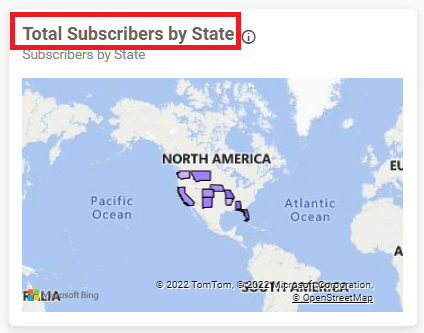 Total Subscribers by State
Subscribers by State
NORTH AMERICA
EU
Pacific
Ocean
Atlantic
Ocean
SOUTH AMERICA
RALIA
Microsoft Bing
© 2022 TomTom, © 2022 Microsoft Corporation,
© OpenStreetMap